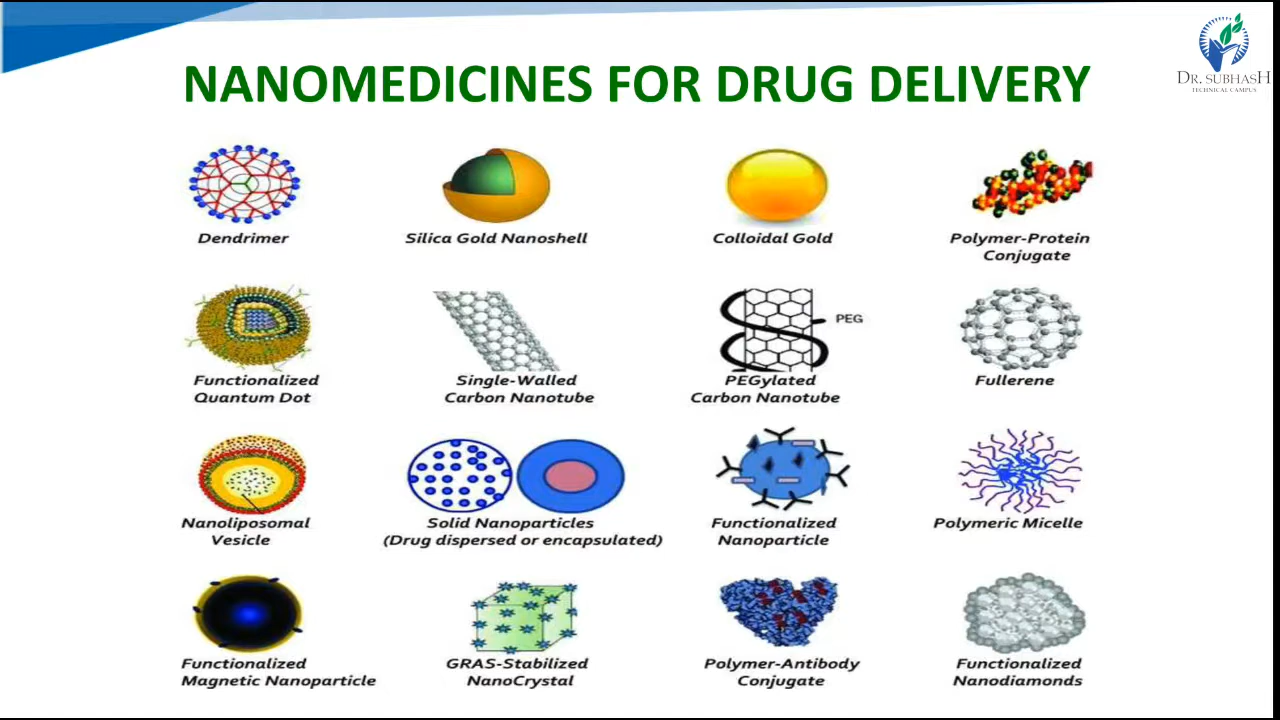 NANOMEDICINES FOR DRUG DELIVERY
DR. SUBHASH
TECHNICAL CAMPUS
Dendrimer
Silica Gold Nanoshell
Colloidal Gold
Polymer-Protein
Conjugate
PEG
Functionalized
Quantum Dot
Single-Walled
Carbon Nanotube
PEGylated
Carbon Nanotube
Fullerene
Nanoliposomal
Vesicle
Solid Nanoparticles
(Drug dispersed or encapsulated)
Functionalized
Nanoparticle
Polymeric Micelle
Functionalized
Magnetic Nanoparticle
GRAS-Stabilized
NanoCrystal
Polymer-Antibody
Conjugate
Functionalized
Nanodiamonds